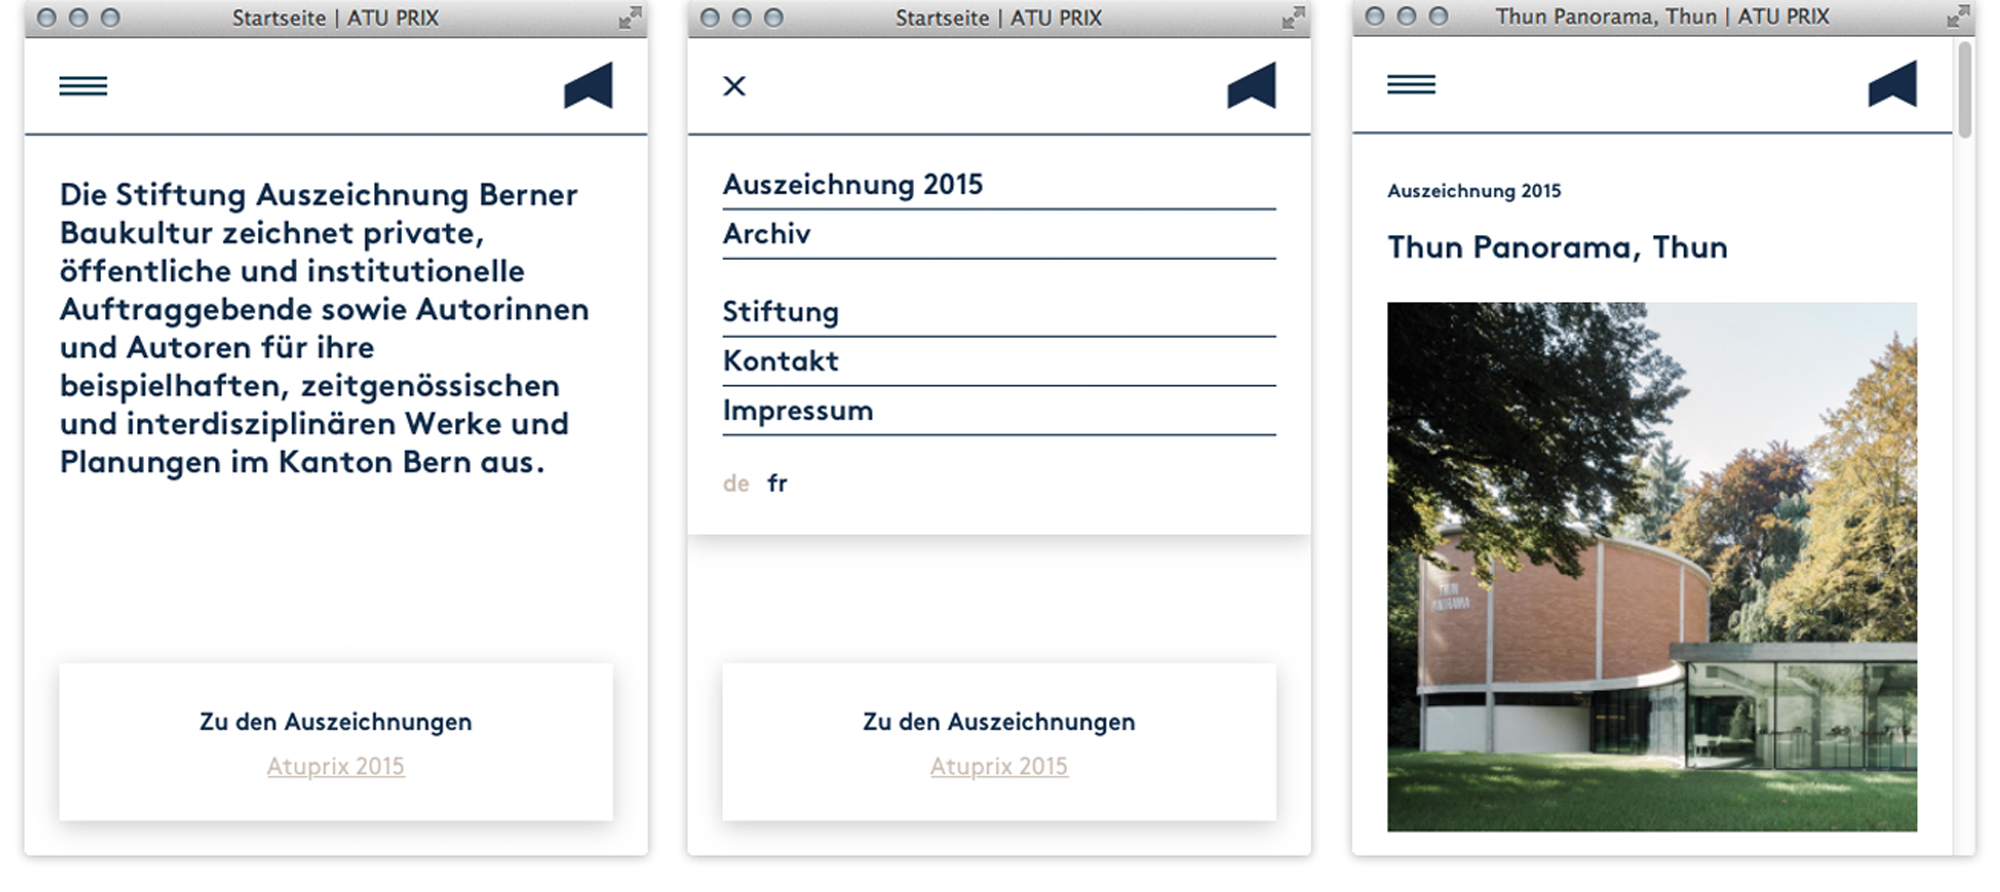 Startseite | ATU PRIX
Die Stiftung Auszeichnung Berner
Baukultur zeichnet private,
öffentliche und institutionelle
Auftraggebende sowie Autorinnen
und Autoren für ihre
beispielhaften, zeitgenössischen
und interdisziplinären Werke und
Planungen im Kanton Bern aus.
Zu den Auszeichnungen
Atuprix 2015
Startseite | ATU PRIX
Auszeichnung 2015
Archiv
Stiftung
Kontakt
Impressum
de fr
Zu den Auszeichnungen
Atuprix 2015
Thun Panorama, Thun | ATU PRIX
Auszeichnung 2015
Thun Panorama, Thun
THUN
PANORAMA